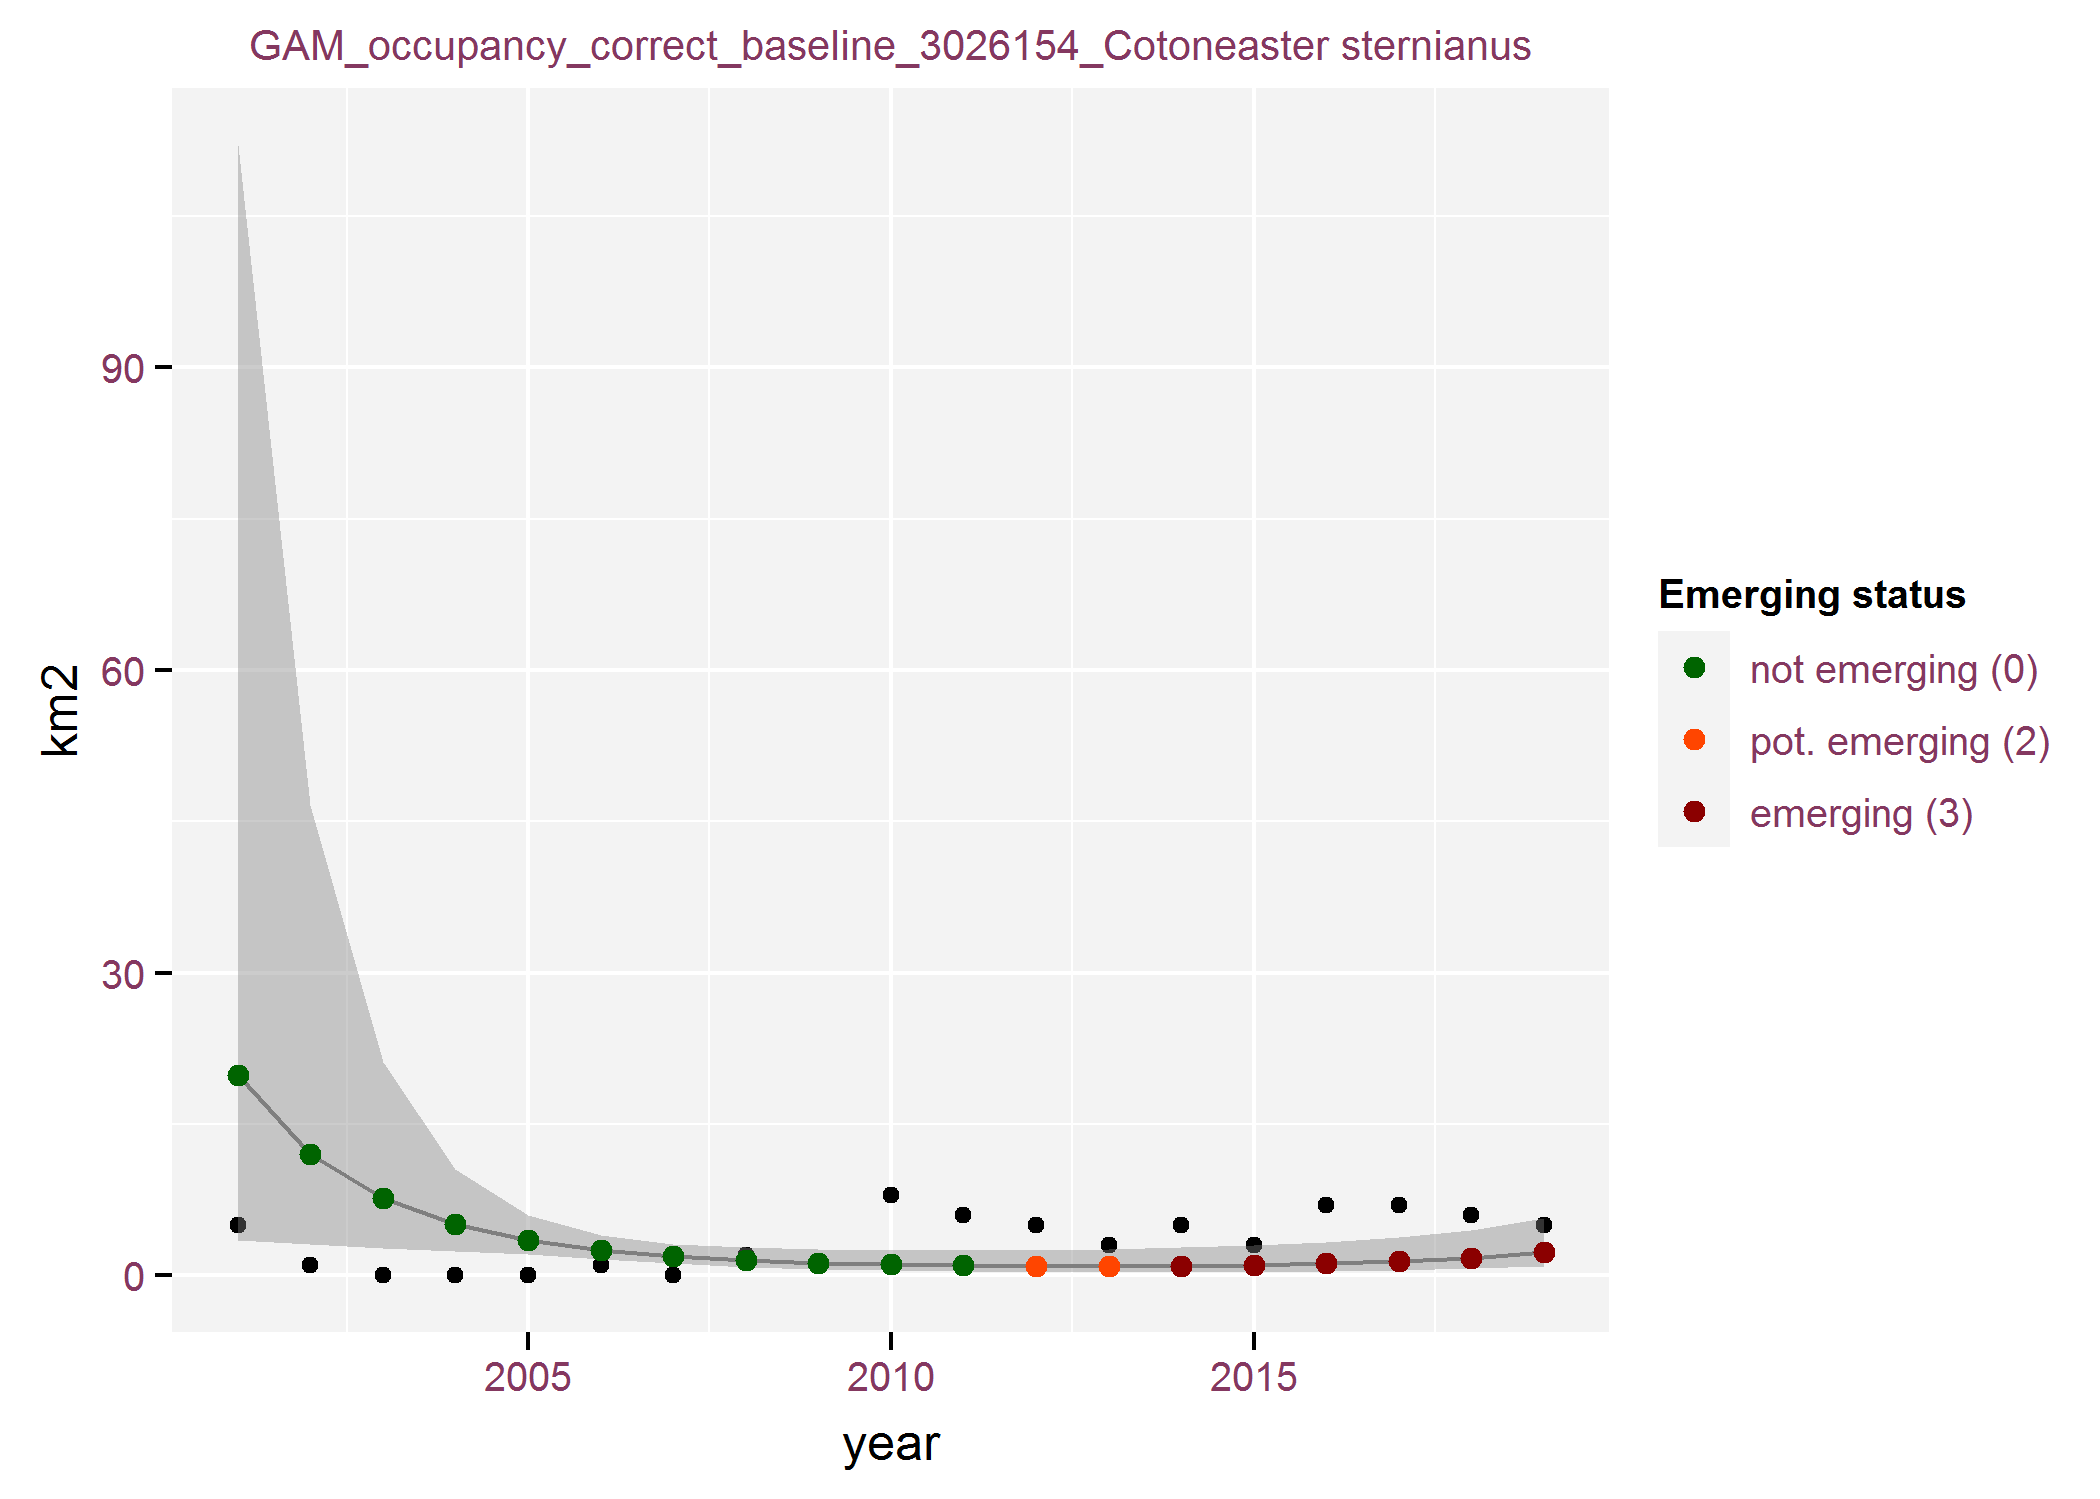 GAM_occupancy_correct_baseline_3026154_Cotoneaster sternianus
90
60
30
0
km2
2005
2010
2015
year
Emerging status
not emerging (0)
pot. emerging (2)
emerging (3)